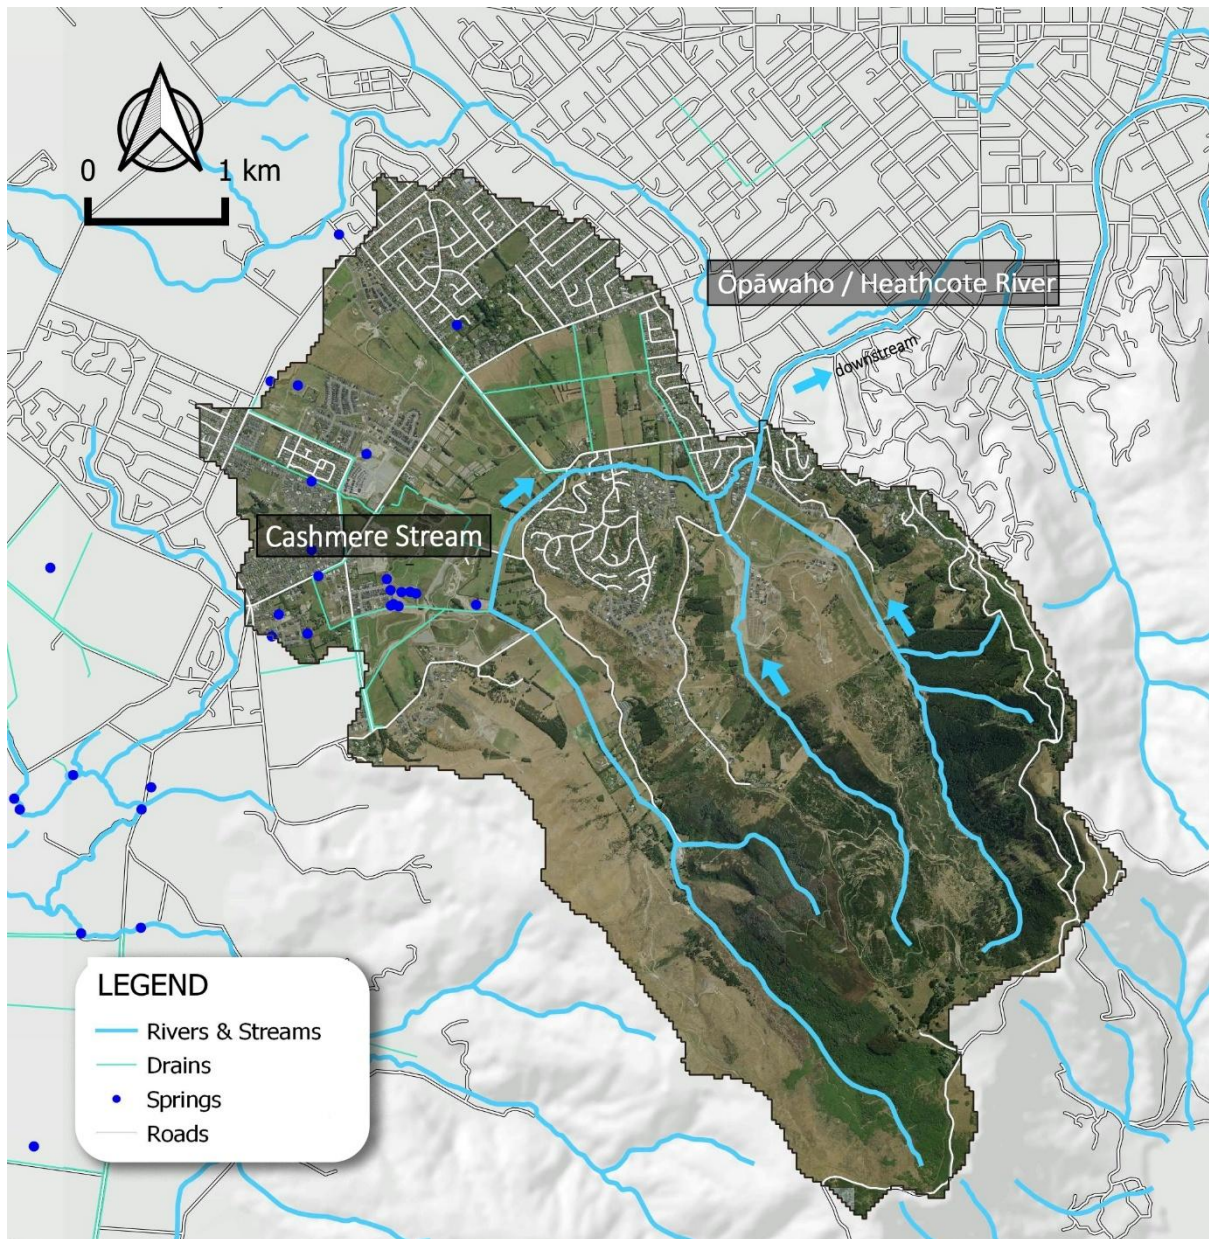 0 1 km
Ōpāwaho / Heathcote River
downstream
Cashmere Stream
LEGEND
Rivers & Streams
Drains
Springs
Roads